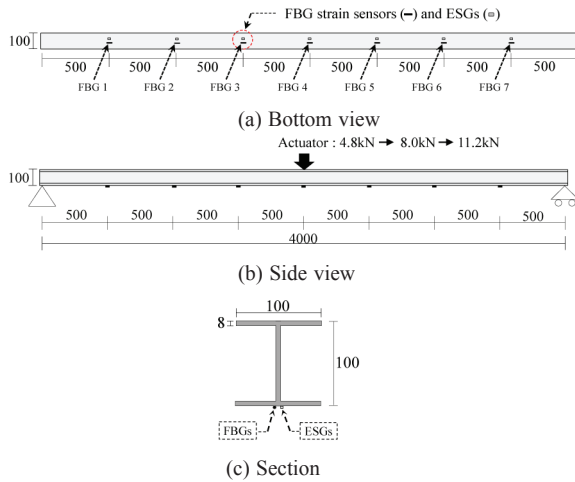 FBG strain sensors (━) and ESGs (▫)
100
500 500 500 500 500 500 500 500
FBG 1 FBG 2 FBG 3 FBG 4 FBG 5 FBG 6 FBG 7
(a) Bottom view
Actuator : 4.8kN → 8.0kN → 11.2kN
100
500 500 500 500 500 500 500 500
4000
(b) Side view
100
8
100
FBGs ESGs
(c) Section